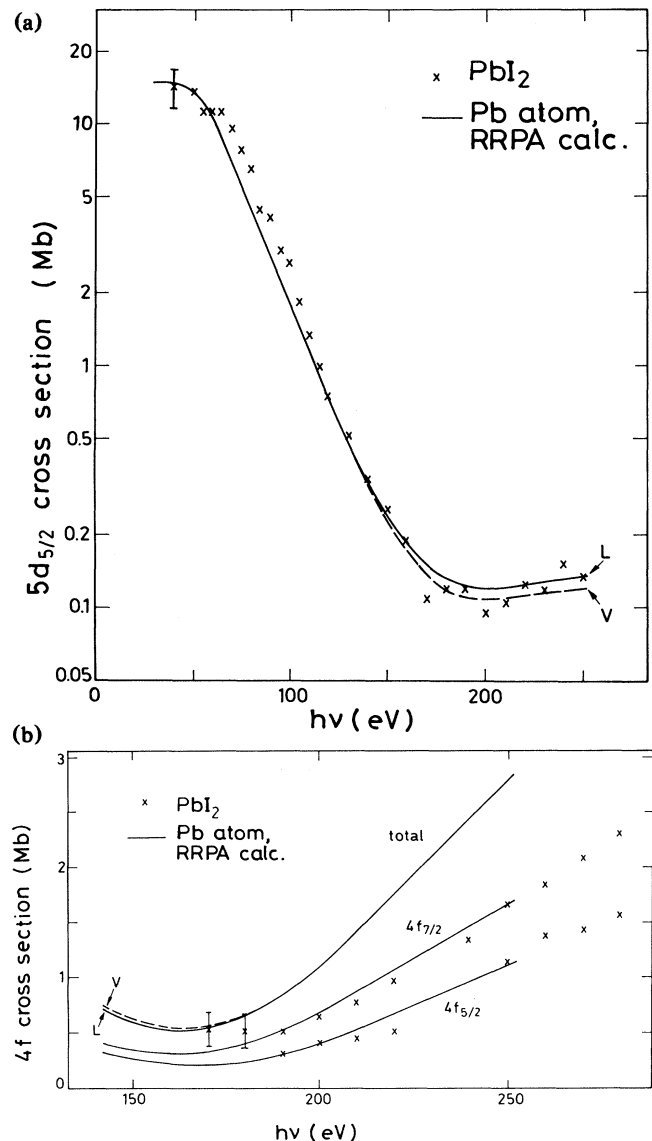 (a)
20
10
5
2
1
0.5
0.2
0.1
0.05
5d5/2 cross section (Mb)
x PbI2
— Pb atom,
RRPA calc.
L
V
0 100 200
hν (eV)
(b)
3
2
1
0
4f cross section (Mb)
x PbI2
— Pb atom,
RRPA calc.
total
4f7/2
4f5/2
V
L
150 200 250
hν (eV)